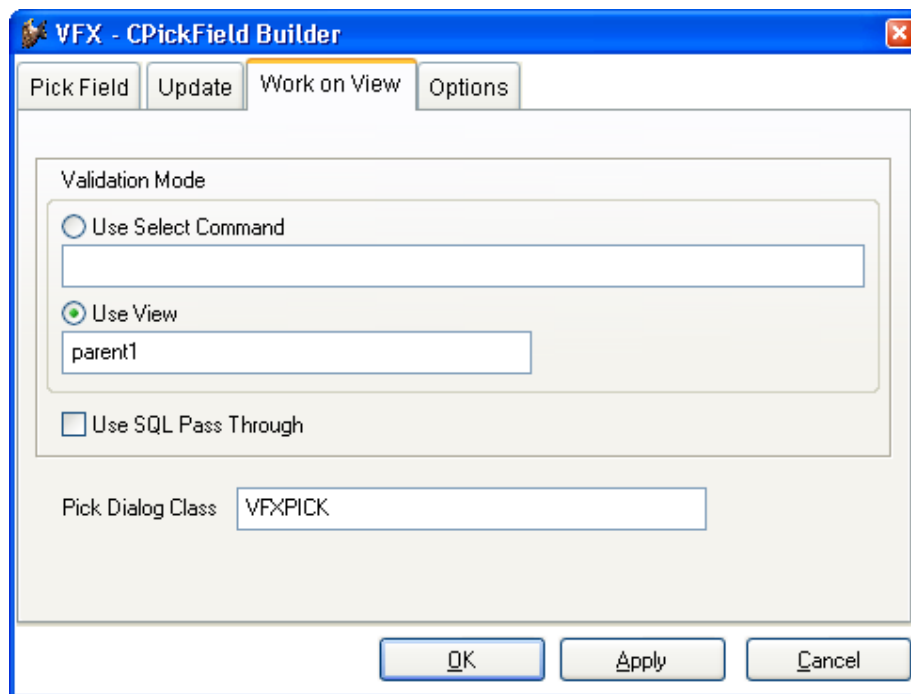 VFX - CPickField Builder
Pick Field Update Work on View Options
Validation Mode
Use Select Command
Use View
parent1
Use SQL Pass Through
Pick Dialog Class VFXPICK
OK Apply Cancel